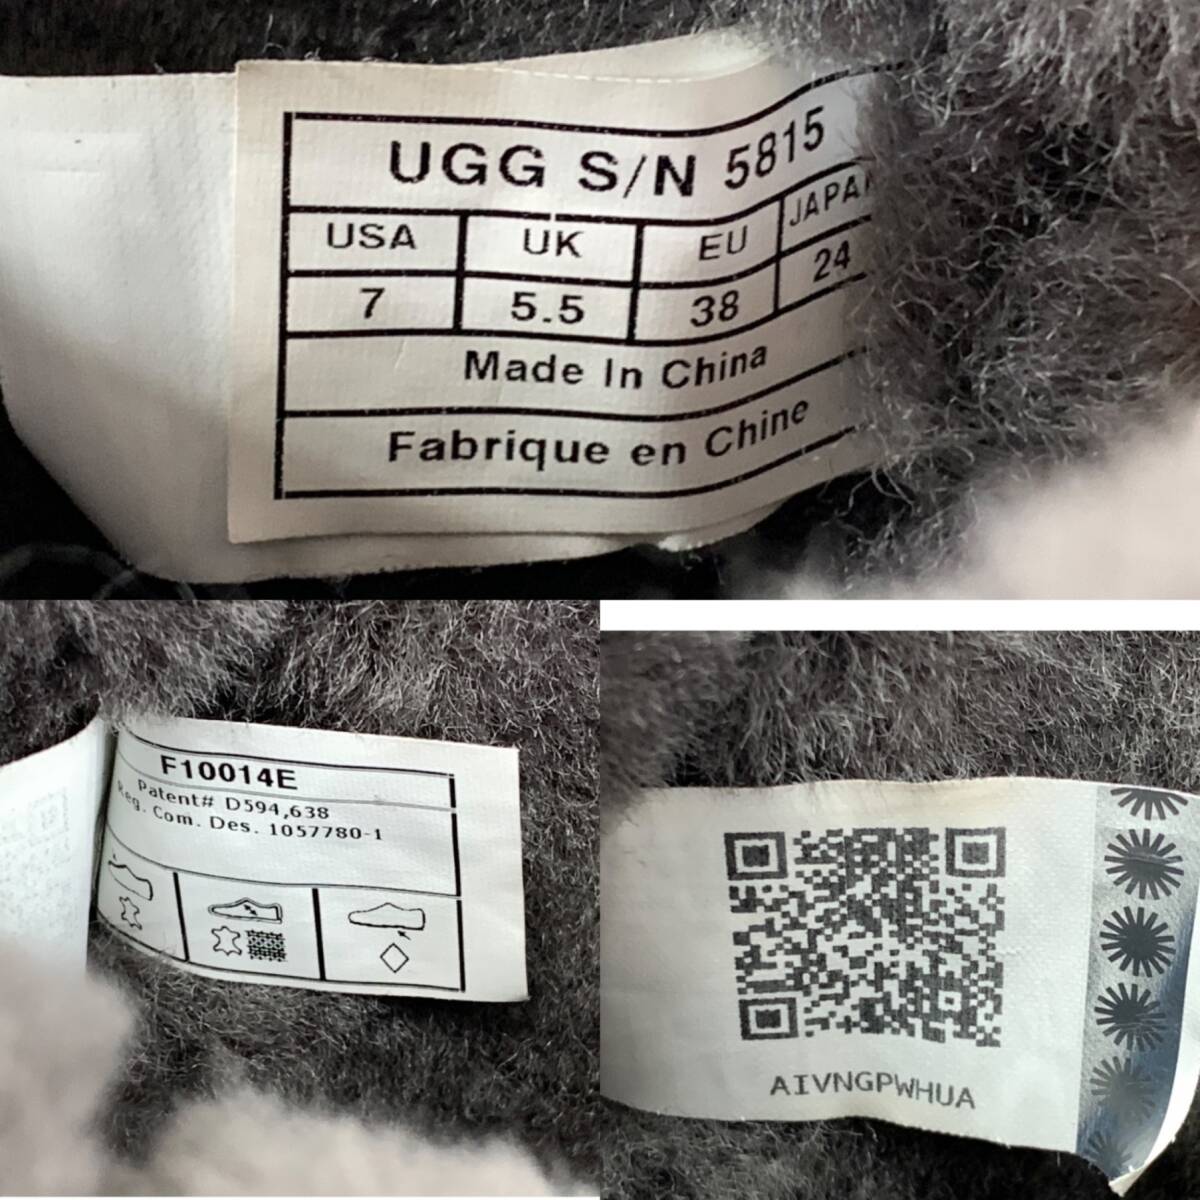 UGG S/N 5815
USA UK EU JAPAN
7 5.5 38 24
Made In China
Fabrique en Chine
F10014E
Patent# D594,638
Reg. Com. Des. 1057780-1
AIVNGPWHUA